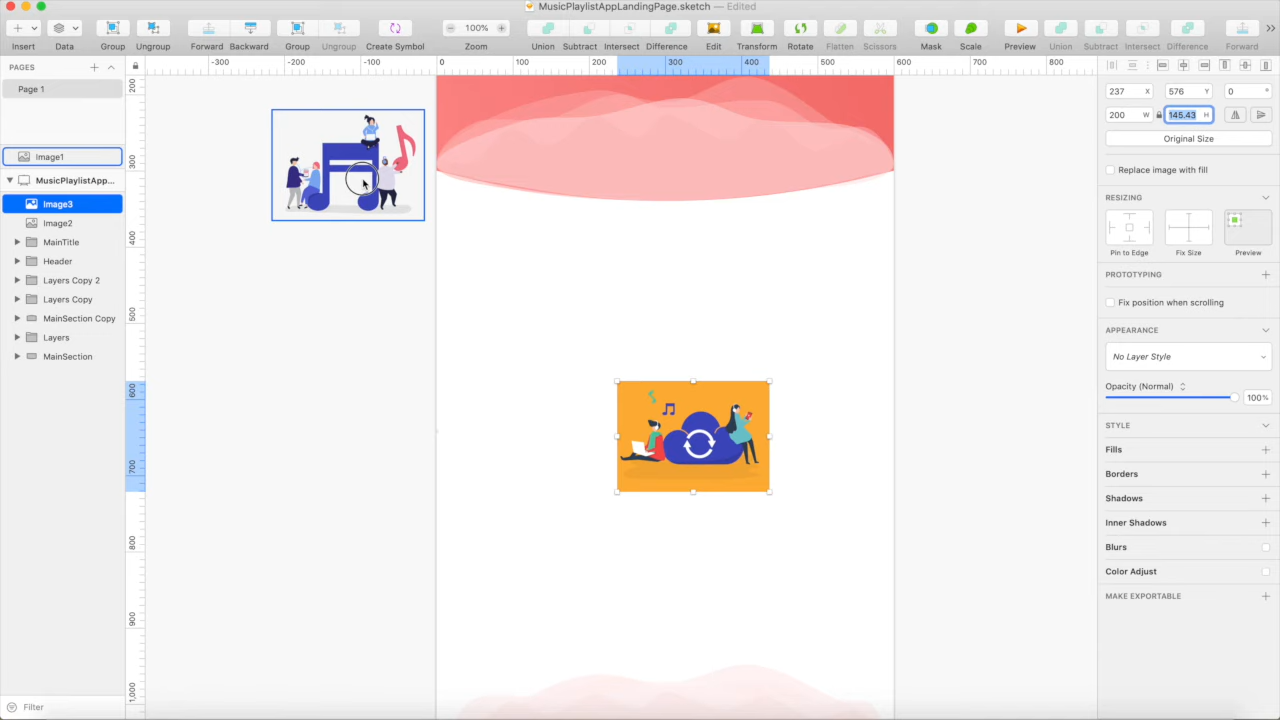 MusicPlaylistAppLandingPage.sketch — Edited
Insert Data Group Ungroup Forward Backward Group Ungroup Create Symbol 100% Zoom Union Subtract Intersect Difference Edit Transform Rotate Flatten Scissors Mask Scale Preview Union Subtract Intersect Difference Forward
PAGES
-300 -200 -100 0 100 200 300 400 500 600 700 800
Page 1
237 X 576 Y 0 °
200 W 145.43 H
Original Size
Image1
Replace image with fill
MusicPlaylistApp...
RESIZING
Image3
Image2
MainTitle
Pin to Edge Fix Size Preview
Header
PROTOTYPING
Layers Copy 2
Layers Copy
Fix position when scrolling
MainSection Copy
APPEARANCE
Layers
MainSection
No Layer Style
Opacity (Normal) 100%
STYLE
Fills
Borders
Shadows
Inner Shadows
Blurs
Color Adjust
MAKE EXPORTABLE
200
300
400
500
600
700
800
900
1,000
Filter